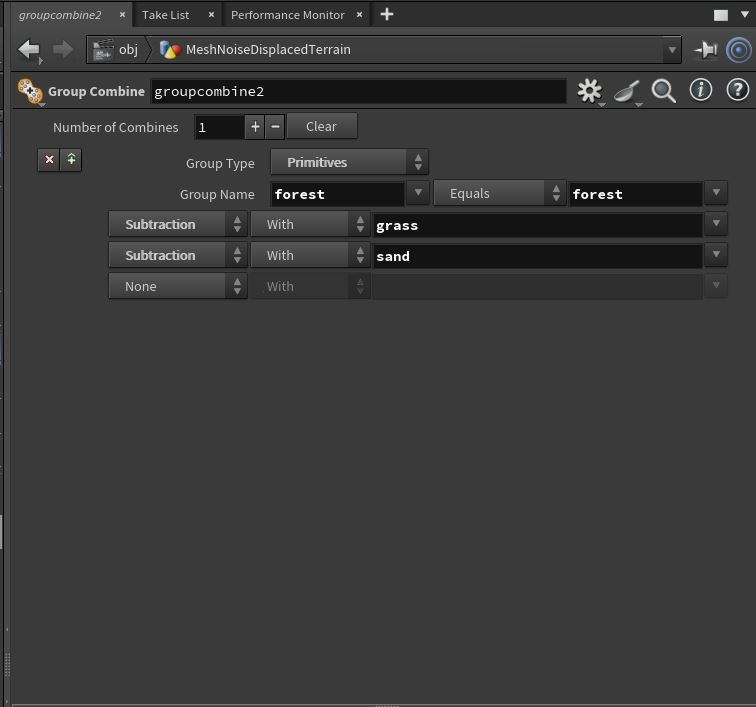 groupcombine2 × Take List × Performance Monitor × +
obj MeshNoiseDisplacedTerrain
Group Combine groupcombine2
Number of Combines 1 + − Clear
Group Type Primitives
Group Name forest Equals forest
Subtraction With grass
Subtraction With sand
None With